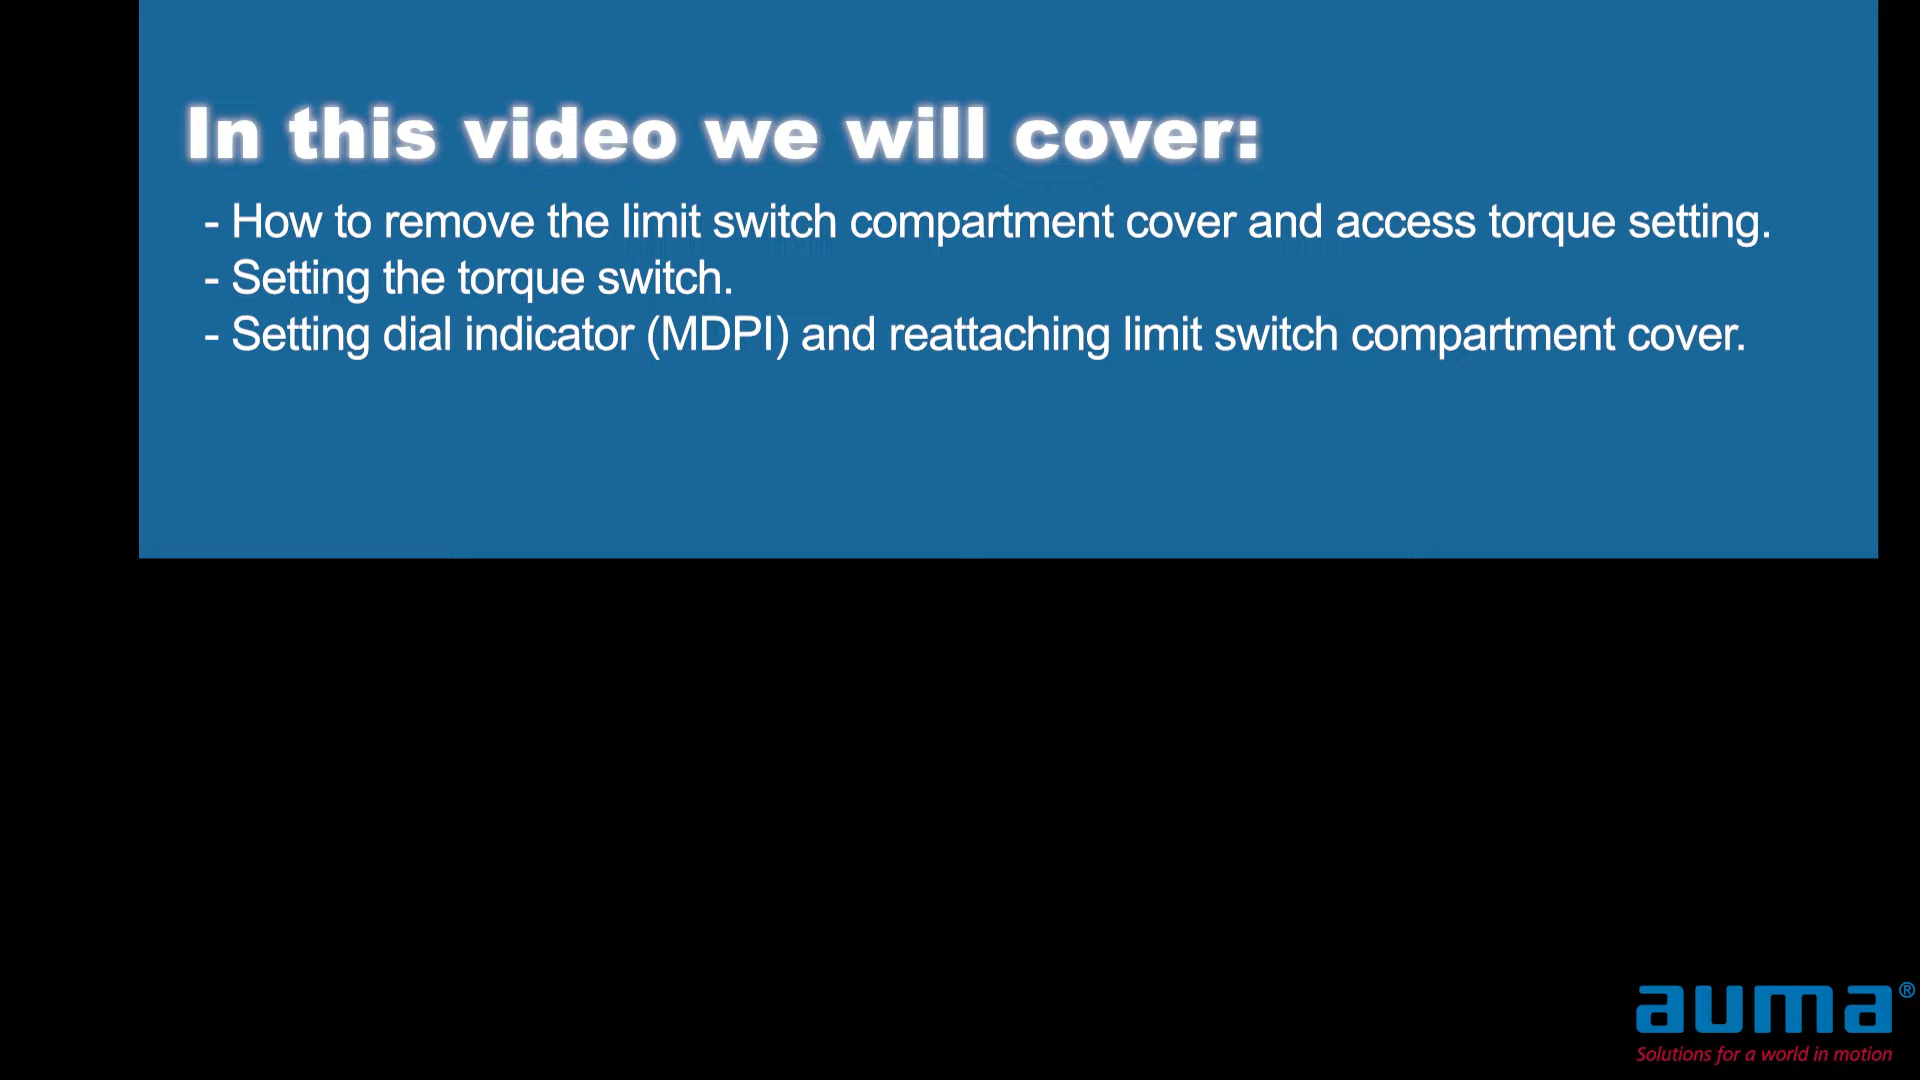 In this video we will cover:
- How to remove the limit switch compartment cover and access torque setting.
- Setting the torque switch.
- Setting dial indicator (MDPI) and reattaching limit switch compartment cover.
auma®
Solutions for a world in motion